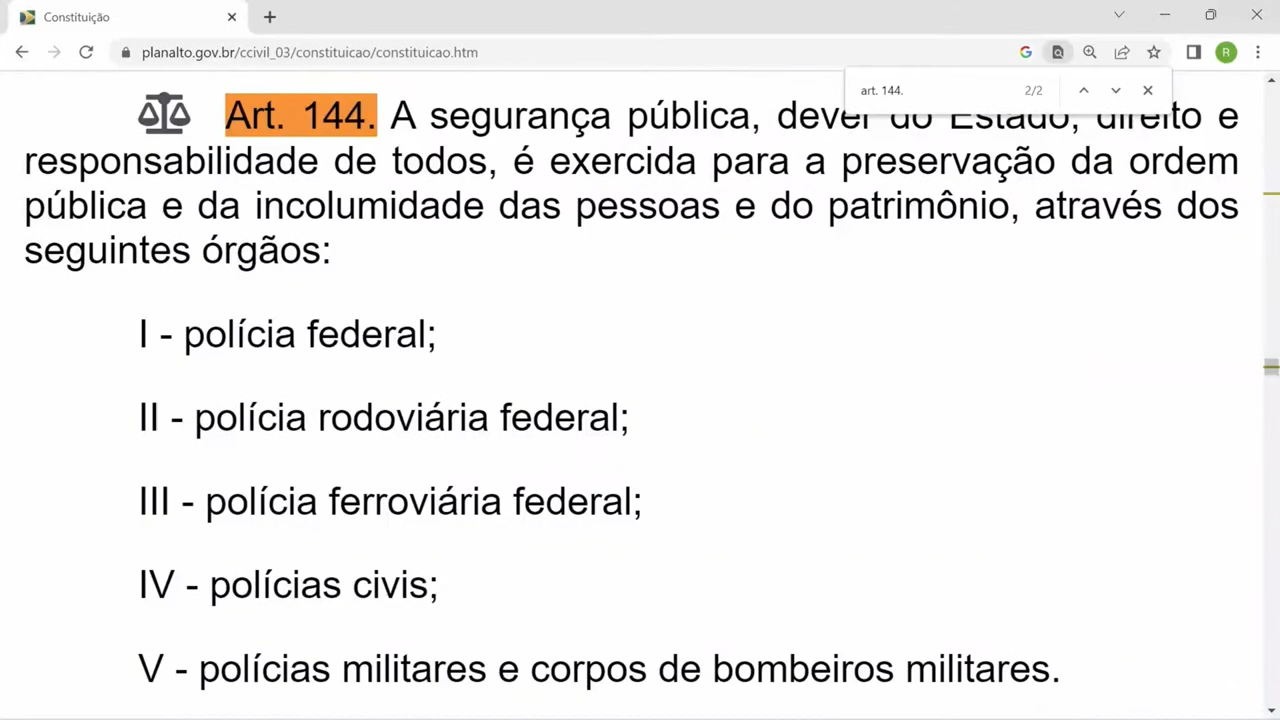 Constituição
planalto.gov.br/ccivil_03/constituicao/constituicao.htm
R
art. 144.
2/2
Art. 144. A segurança pública, dever do Estado, direito e
responsabilidade de todos, é exercida para a preservação da ordem
pública e da incolumidade das pessoas e do patrimônio, através dos
seguintes órgãos:
I - polícia federal;
II - polícia rodoviária federal;
III - polícia ferroviária federal;
IV - polícias civis;
V - polícias militares e corpos de bombeiros militares.